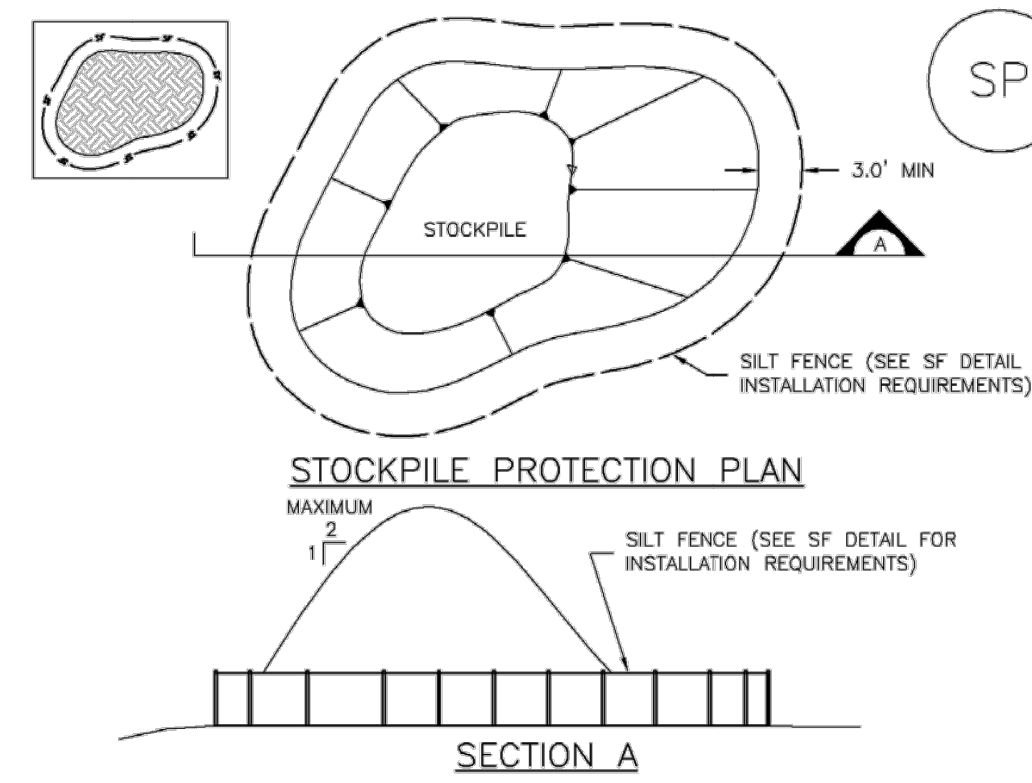 SP
3.0' MIN
STOCKPILE
A
SILT FENCE (SEE SF DETAIL
INSTALLATION REQUIREMENTS)
STOCKPILE PROTECTION PLAN
MAXIMUM
2
1
SILT FENCE (SEE SF DETAIL FOR
INSTALLATION REQUIREMENTS)
SECTION A